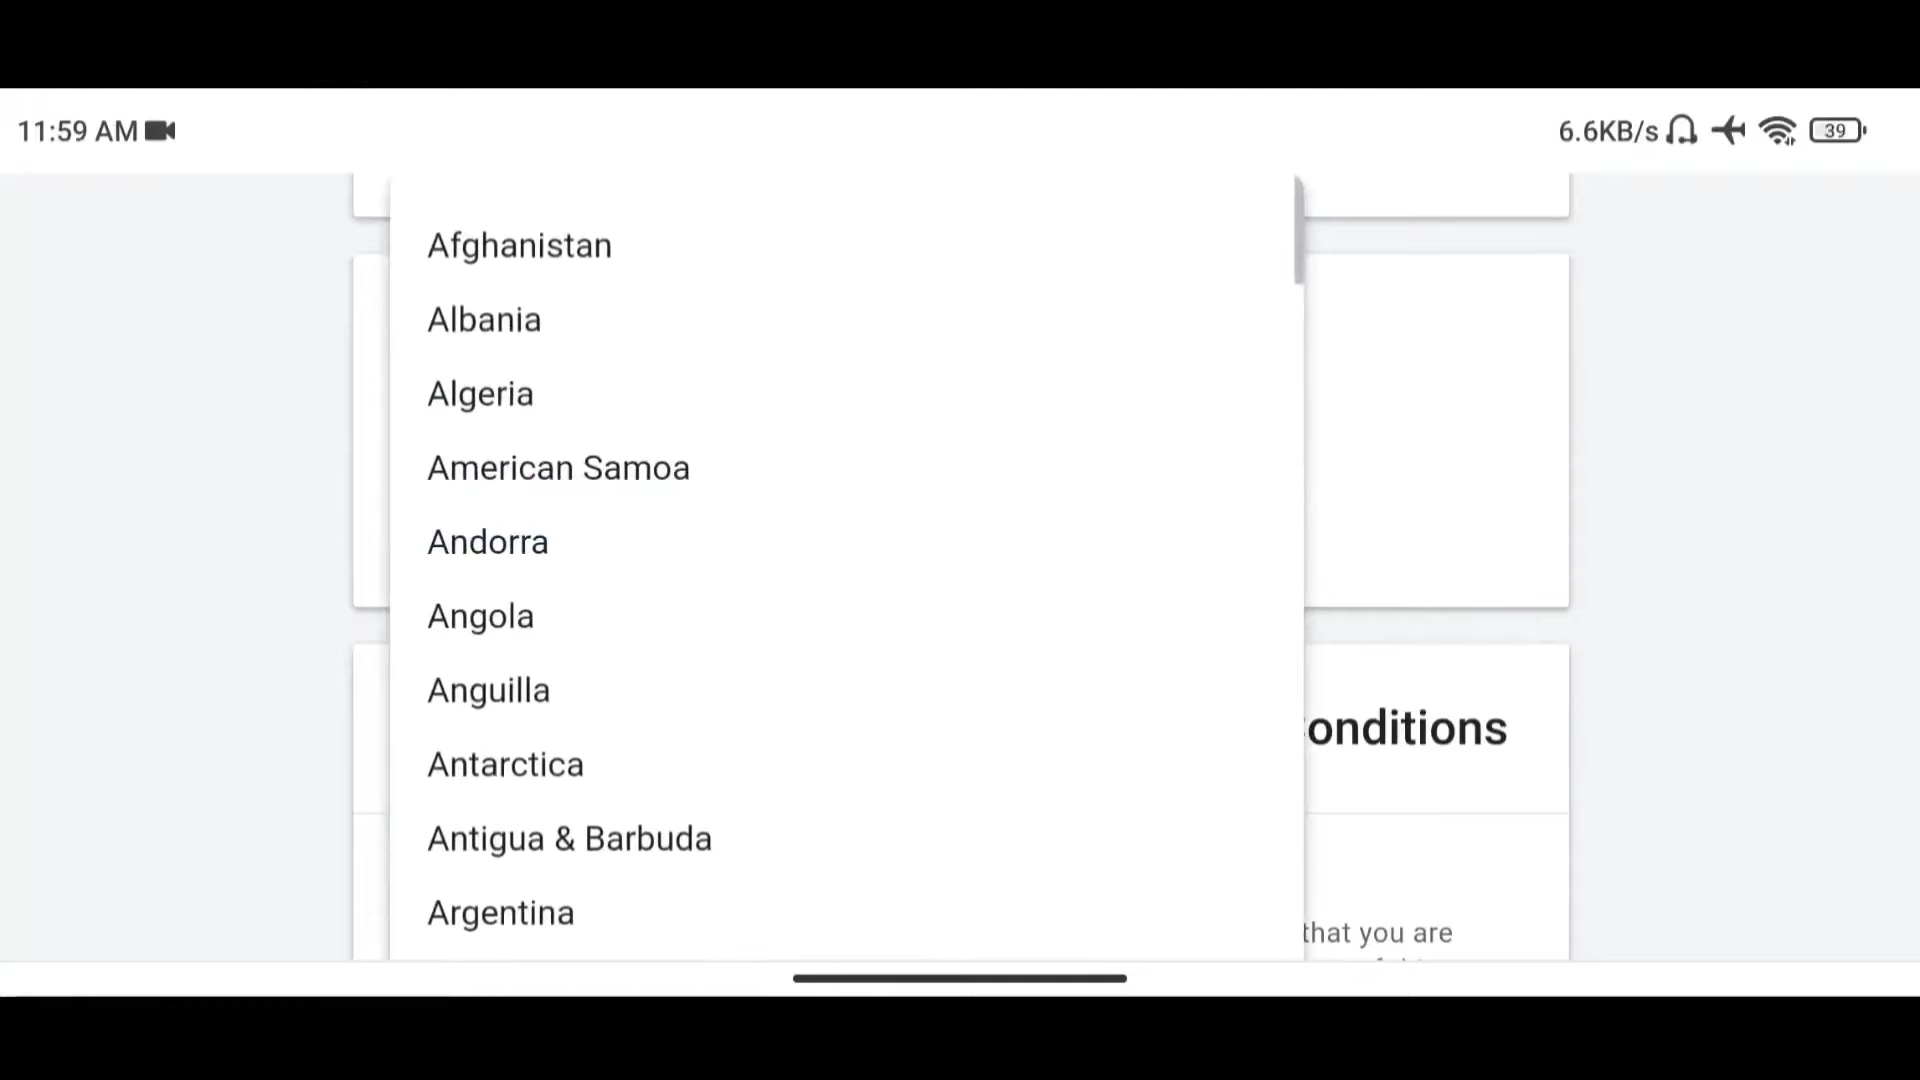 11:59 AM
6.6KB/s
39
Afghanistan
Albania
Algeria
American Samoa
Andorra
Angola
Anguilla
onditions
Antarctica
Antigua & Barbuda
Argentina
that you are